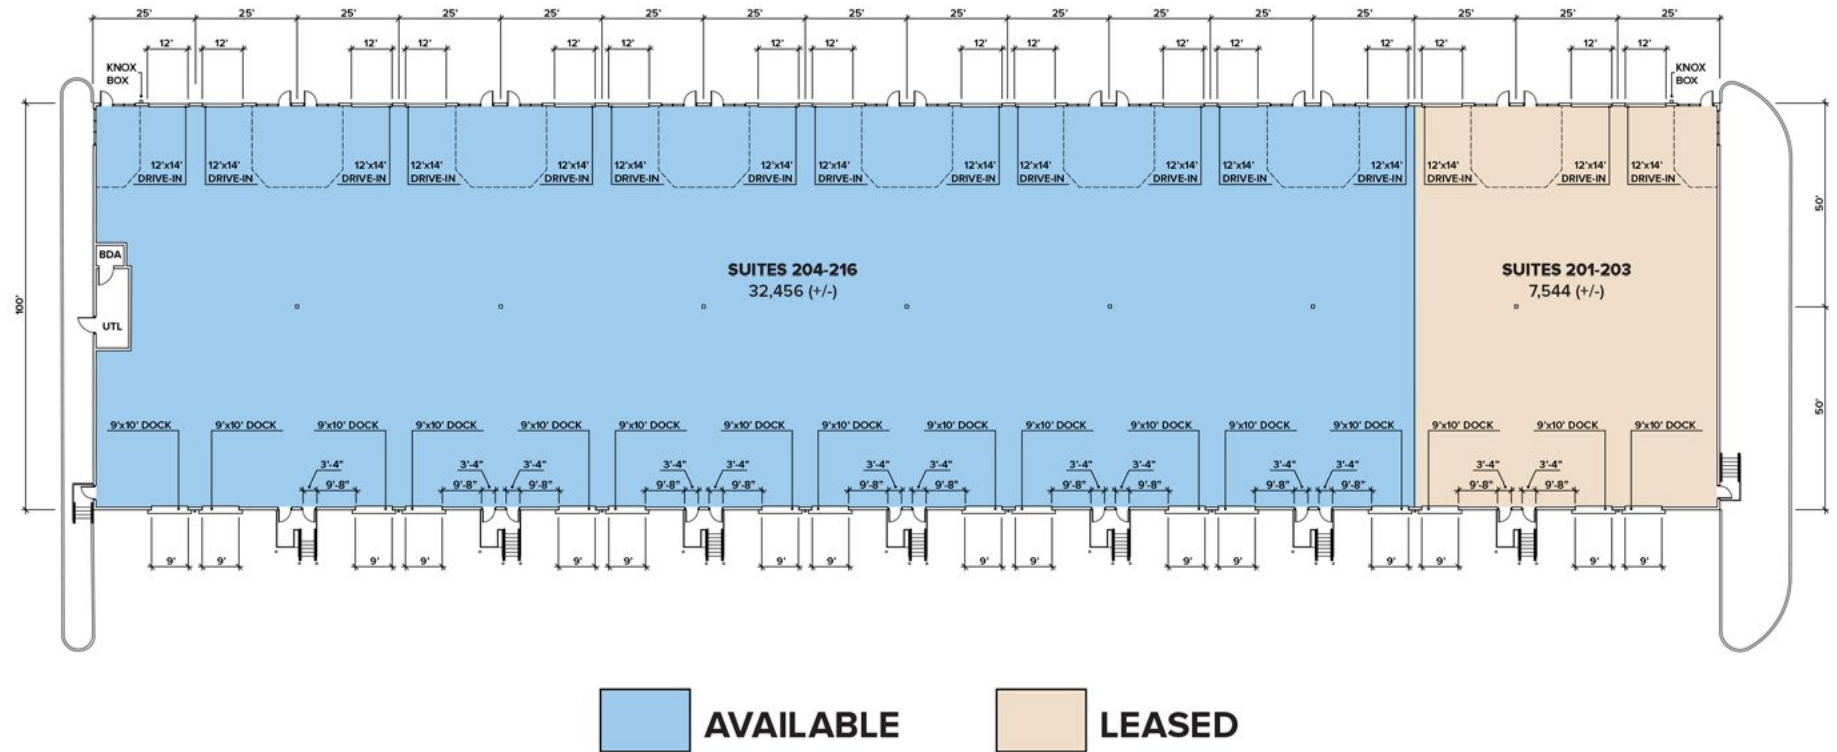 25' 25' 25' 25' 25' 25' 25' 25' 25' 25' 25' 25' 25' 25' 25' 25'
12' 12' 12' 12' 12' 12' 12' 12' 12' 12' 12' 12' 12' 12' 12' 12'
KNOX KNOX
BOX BOX
12'x14' 12'x14' 12'x14' 12'x14' 12'x14' 12'x14' 12'x14' 12'x14' 12'x14' 12'x14' 12'x14' 12'x14' 12'x14' 12'x14' 12'x14' 12'x14'
DRIVE-IN DRIVE-IN DRIVE-IN DRIVE-IN DRIVE-IN DRIVE-IN DRIVE-IN DRIVE-IN DRIVE-IN DRIVE-IN DRIVE-IN DRIVE-IN DRIVE-IN DRIVE-IN DRIVE-IN DRIVE-IN
50'
BDA
SUITES 204-216
32,456 (+/-)
SUITES 201-203
7,544 (+/-)
100'
UTL
50'
9'x10' DOCK 9'x10' DOCK 9'x10' DOCK 9'x10' DOCK 9'x10' DOCK 9'x10' DOCK 9'x10' DOCK 9'x10' DOCK 9'x10' DOCK 9'x10' DOCK 9'x10' DOCK 9'x10' DOCK 9'x10' DOCK 9'x10' DOCK 9'x10' DOCK 9'x10' DOCK
3'-4" 3'-4" 3'-4" 3'-4" 3'-4" 3'-4" 3'-4" 3'-4" 3'-4" 3'-4" 3'-4" 3'-4" 3'-4"
9'-8" 9'-8" 9'-8" 9'-8" 9'-8" 9'-8" 9'-8" 9'-8" 9'-8" 9'-8" 9'-8" 9'-8" 9'-8"
9' 9' 9' 9' 9' 9' 9' 9' 9' 9' 9' 9' 9' 9' 9' 9'
AVAILABLE
LEASED